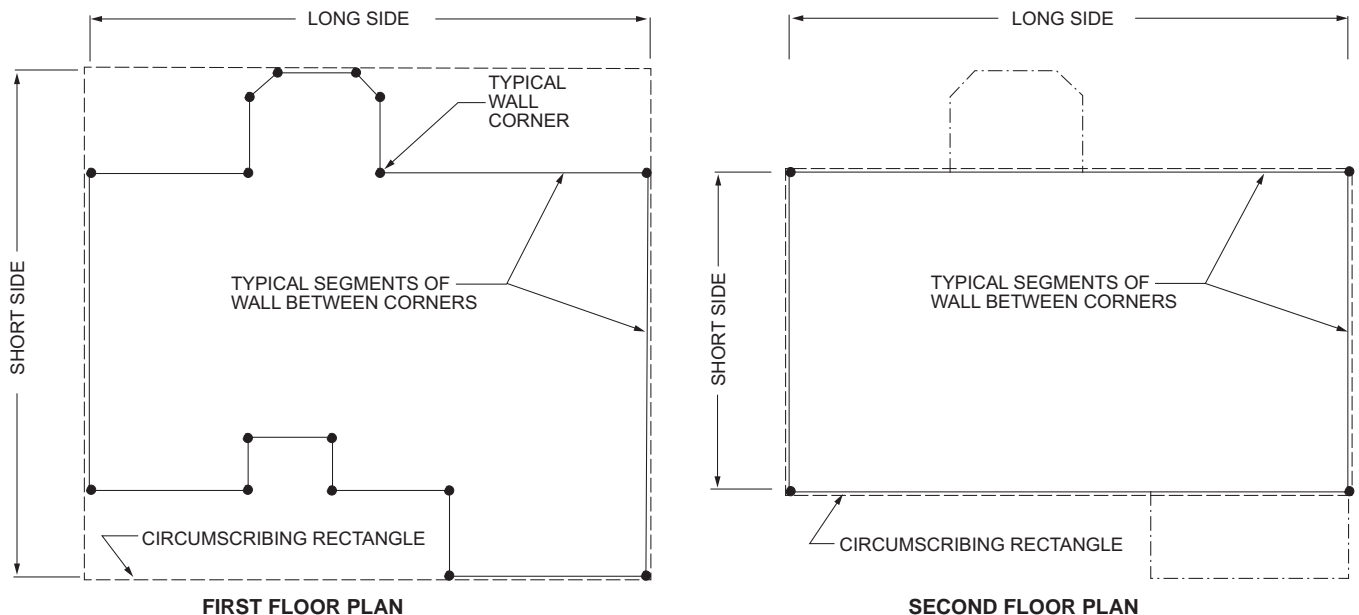 LONG SIDE
TYPICAL
WALL
CORNER
SHORT SIDE
TYPICAL SEGMENTS OF
WALL BETWEEN CORNERS
CIRCUMSCRIBING RECTANGLE
FIRST FLOOR PLAN
LONG SIDE
SHORT SIDE
TYPICAL SEGMENTS OF
WALL BETWEEN CORNERS
CIRCUMSCRIBING RECTANGLE
SECOND FLOOR PLAN